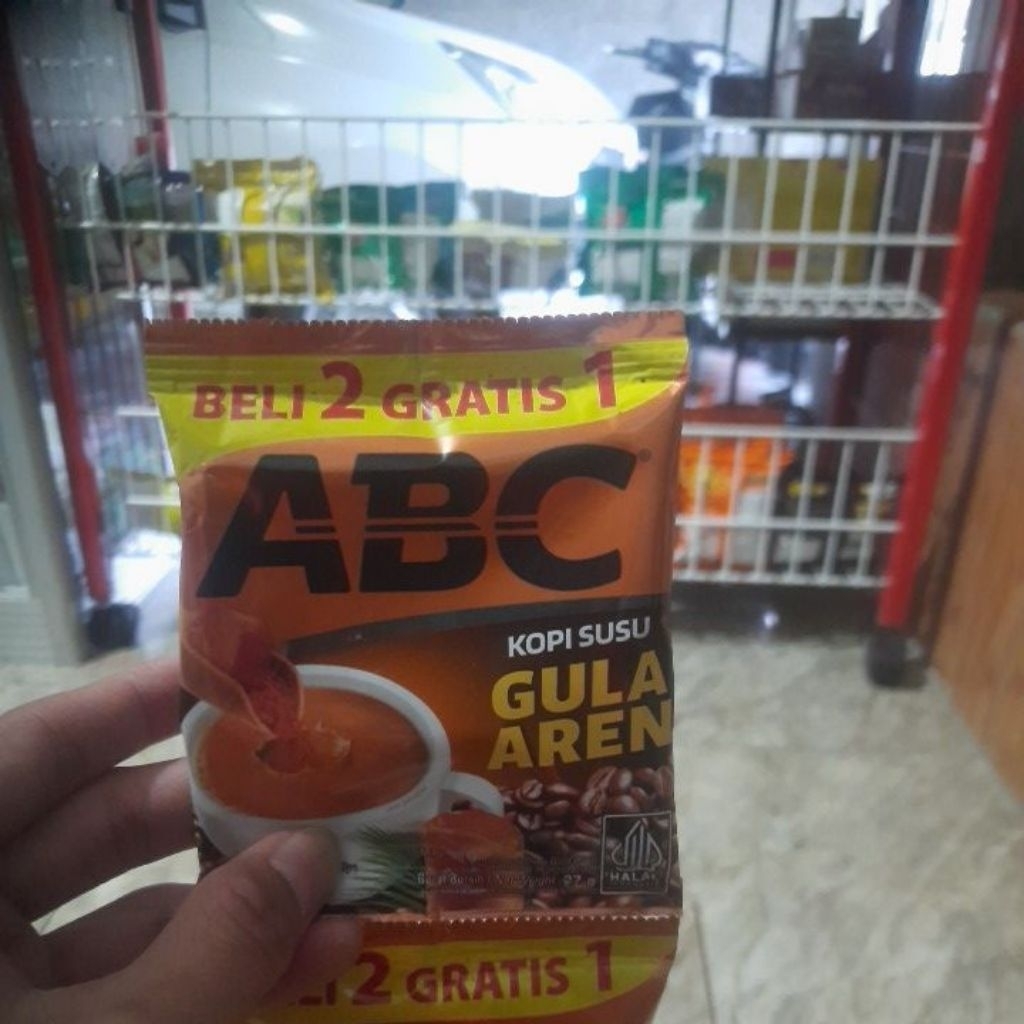 BELI 2 GRATIS 1
ABC
KOPI SUSU
GULA
AREN
HALAL
2 GRATIS 1